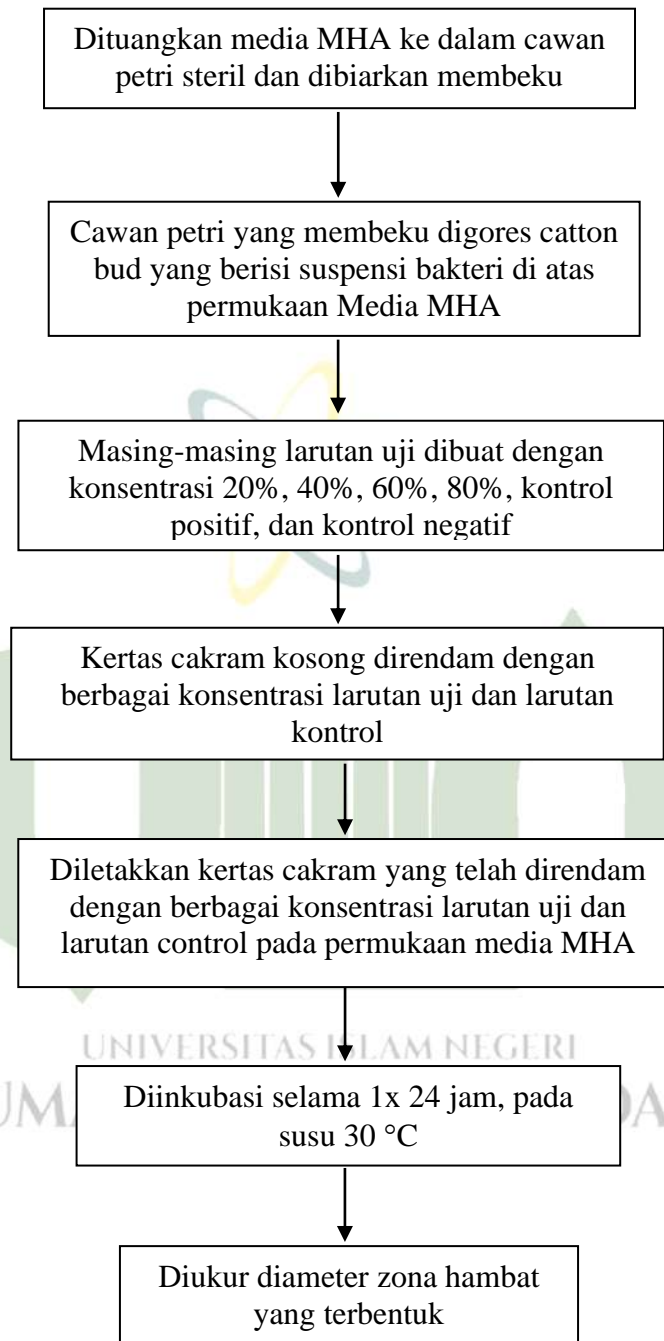 Dituangkan media MHA ke dalam cawan
petri steril dan dibiarkan membeku
Cawan petri yang membeku digores catton
bud yang berisi suspensi bakteri di atas
permukaan Media MHA
Masing-masing larutan uji dibuat dengan
konsentrasi 20%, 40%, 60%, 80%, kontrol
positif, dan kontrol negatif
Kertas cakram kosong direndam dengan
berbagai konsentrasi larutan uji dan larutan
kontrol
Diletakkan kertas cakram yang telah direndam
dengan berbagai konsentrasi larutan uji dan
larutan control pada permukaan media MHA
UNIVERSITAS ISLAM NEGERI
Diinkubasi selama 1x 24 jam, pada
susu 30 °C
Diukur diameter zona hambat
yang terbentuk